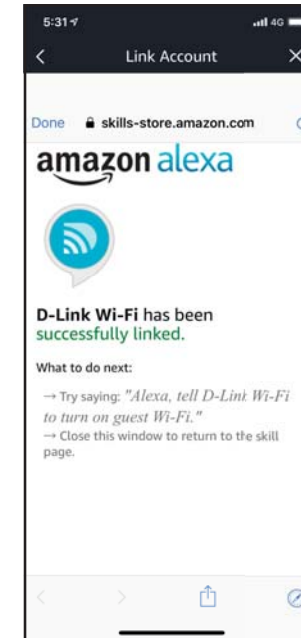 5:31
4G
Link Account
Done skills-store.amazon.com
amazon alexa
D-Link Wi-Fi has been
successfully linked.
What to do next:
→ Try saying: "Alexa, tell D-Link Wi-Fi
to turn on guest Wi-Fi."
→ Close this window to return to the skill
page.